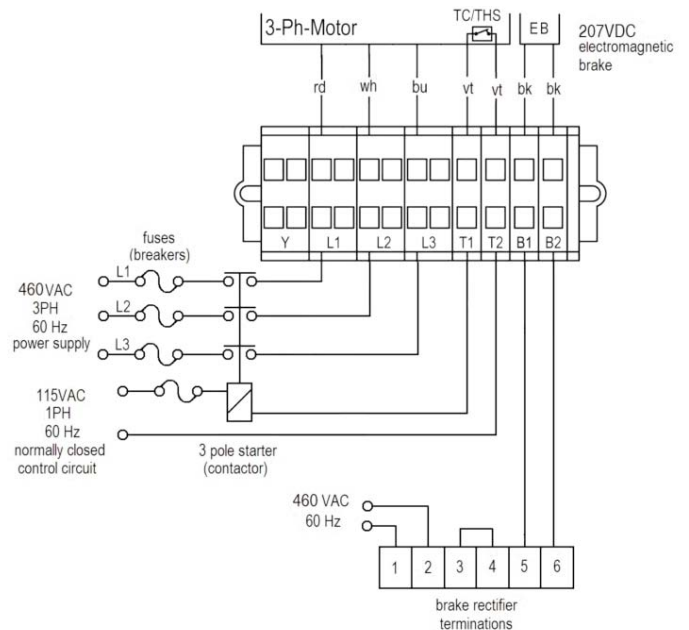 TC/THS
3-Ph-Motor
EB
207VDC
electromagnetic
brake
rd
wh
bu
vt
vt
bk
bk
Y
L1
L2
L3
T1
T2
B1
B2
fuses
(breakers)
L1
L2
L3
460VAC
3PH
60 Hz
power supply
115VAC
1PH
60 Hz
normally closed
control circuit
3 pole starter
(contactor)
460 VAC
60 Hz
1
2
3
4
5
6
brake rectifier
terminations